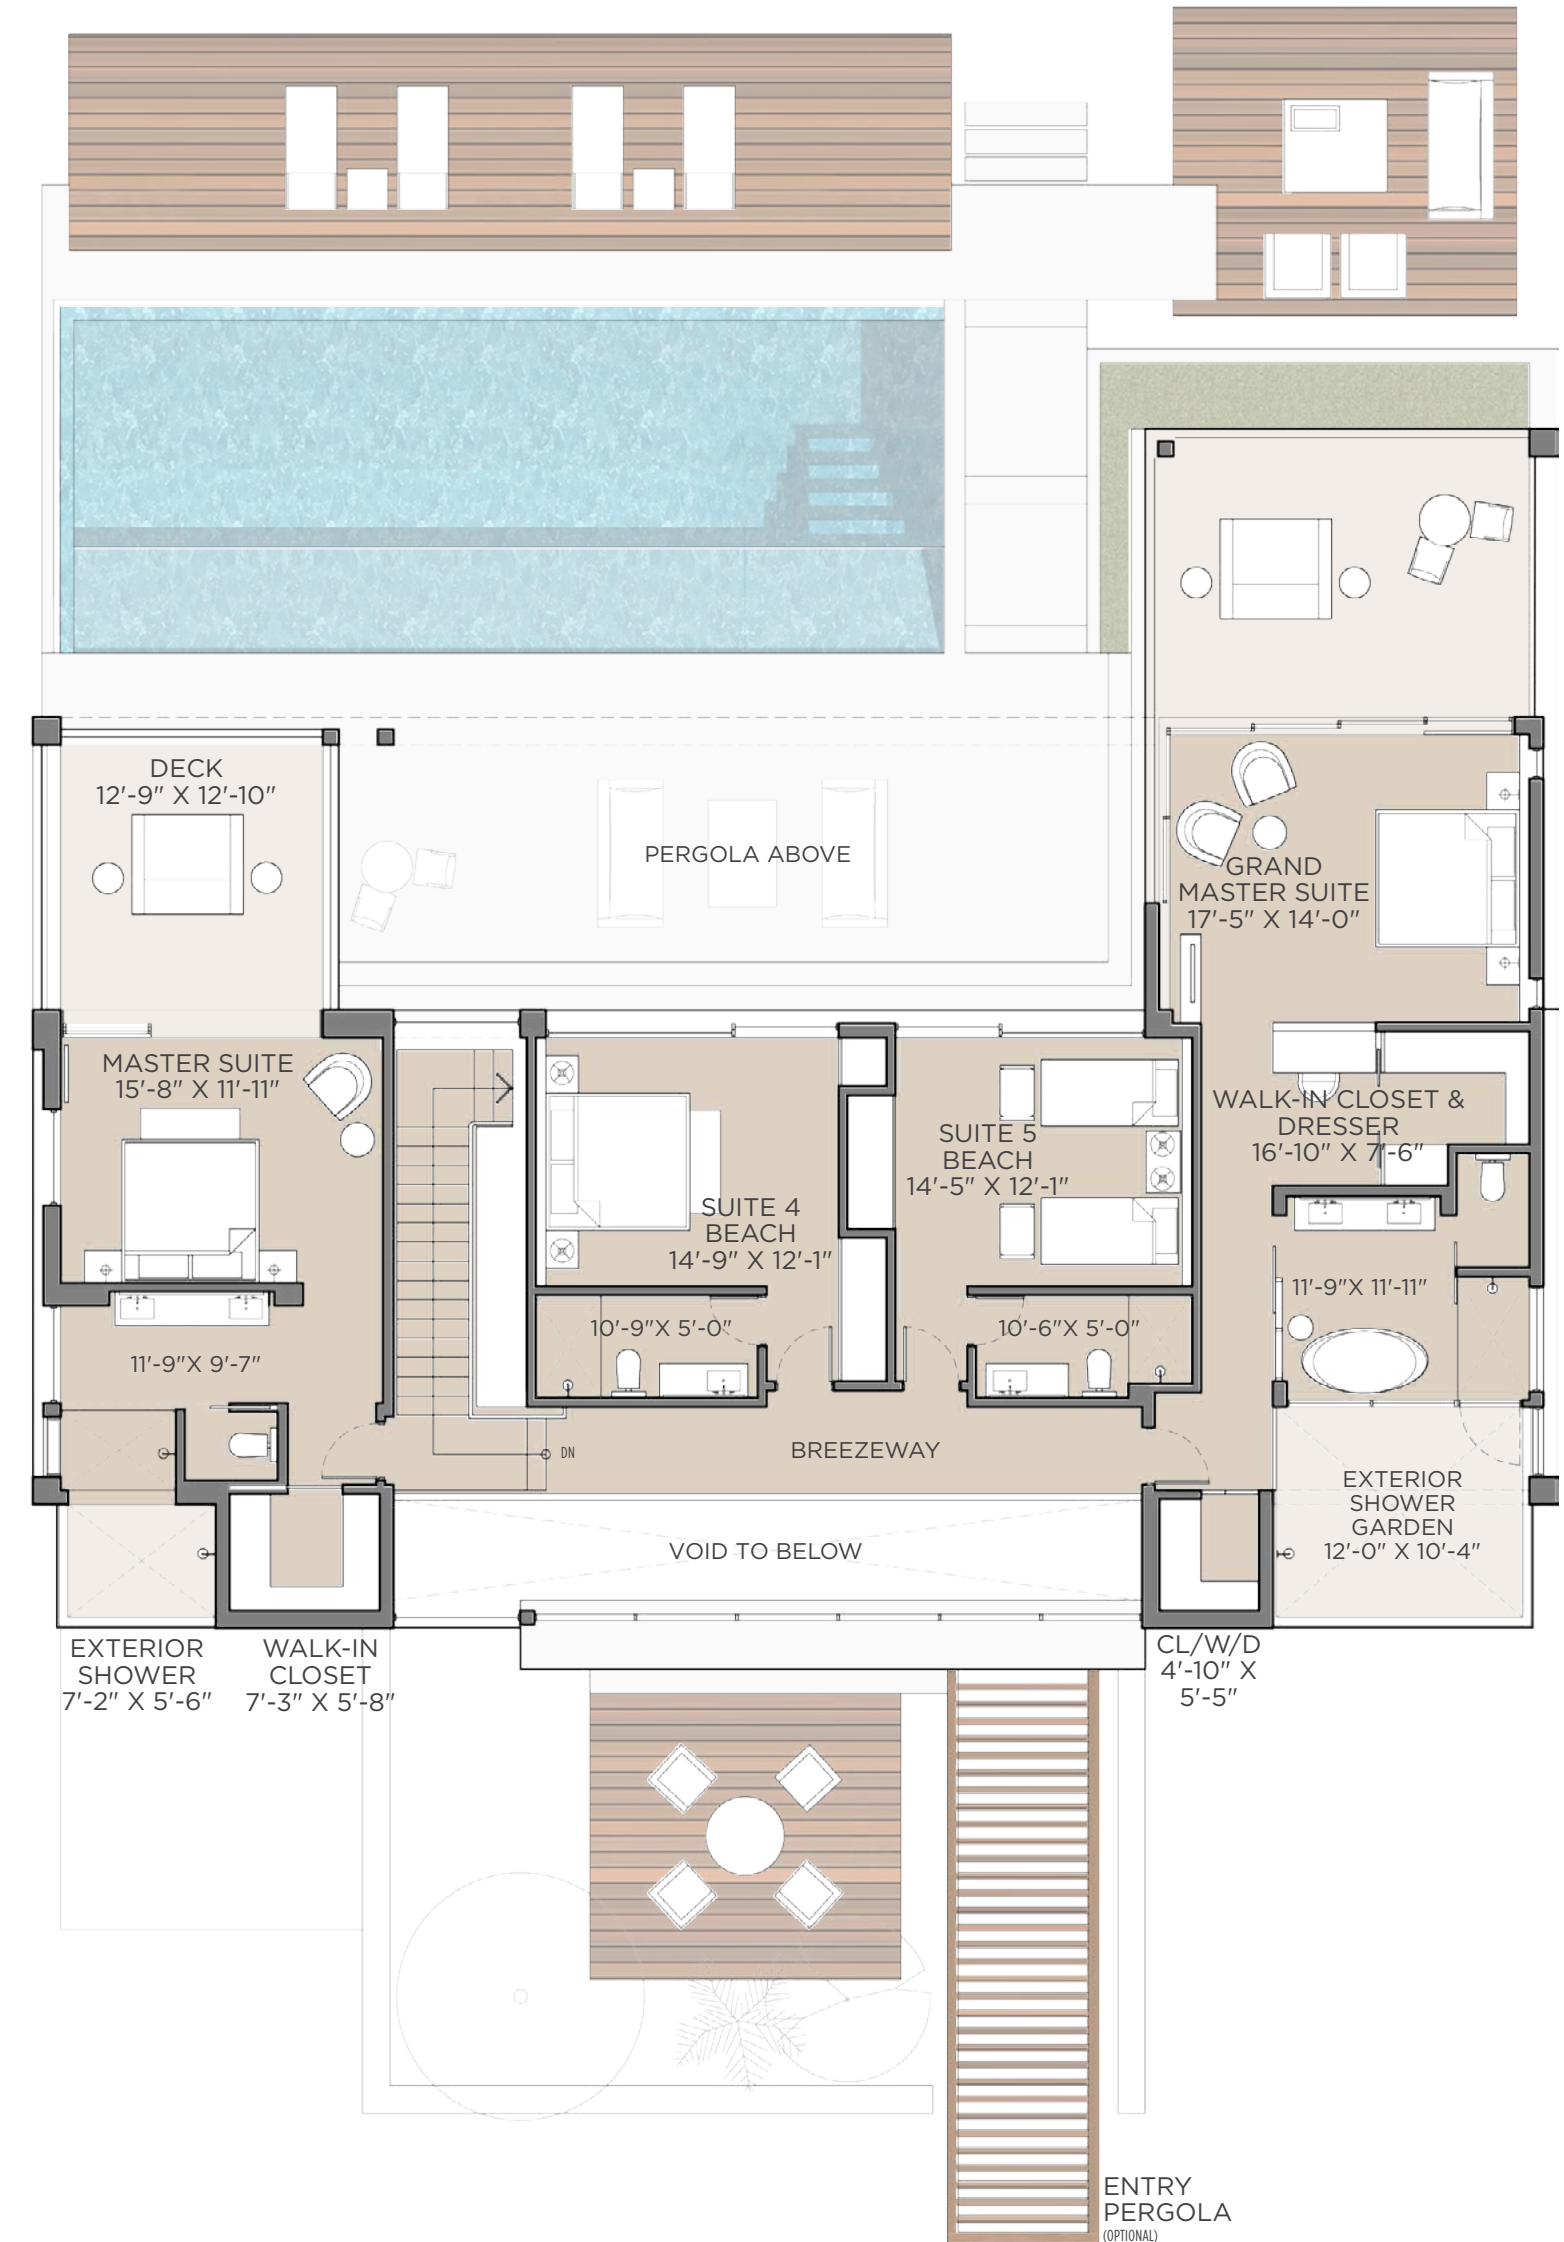 DECK
12'-9" X 12'-10"
PERGOLA ABOVE
GRAND
MASTER SUITE
17'-5" X 14'-0"
MASTER SUITE
15'-8" X 11'-11"
WALK-IN CLOSET &
DRESSER
16'-10" X 7'-6"
SUITE 5
BEACH
14'-5" X 12'-1"
SUITE 4
BEACH
14'-9" X 12'-1"
11'-9"X 11'-11"
10'-9"X 5'-0"
10'-6"X 5'-0"
11'-9"X 9'-7"
DN
BREEZEWAY
EXTERIOR
SHOWER
GARDEN
12'-0" X 10'-4"
VOID TO BELOW
EXTERIOR
SHOWER
7'-2" X 5'-6"
WALK-IN
CLOSET
7'-3" X 5'-8"
CL/W/D
4'-10" X
5'-5"
ENTRY
PERGOLA
(OPTIONAL)